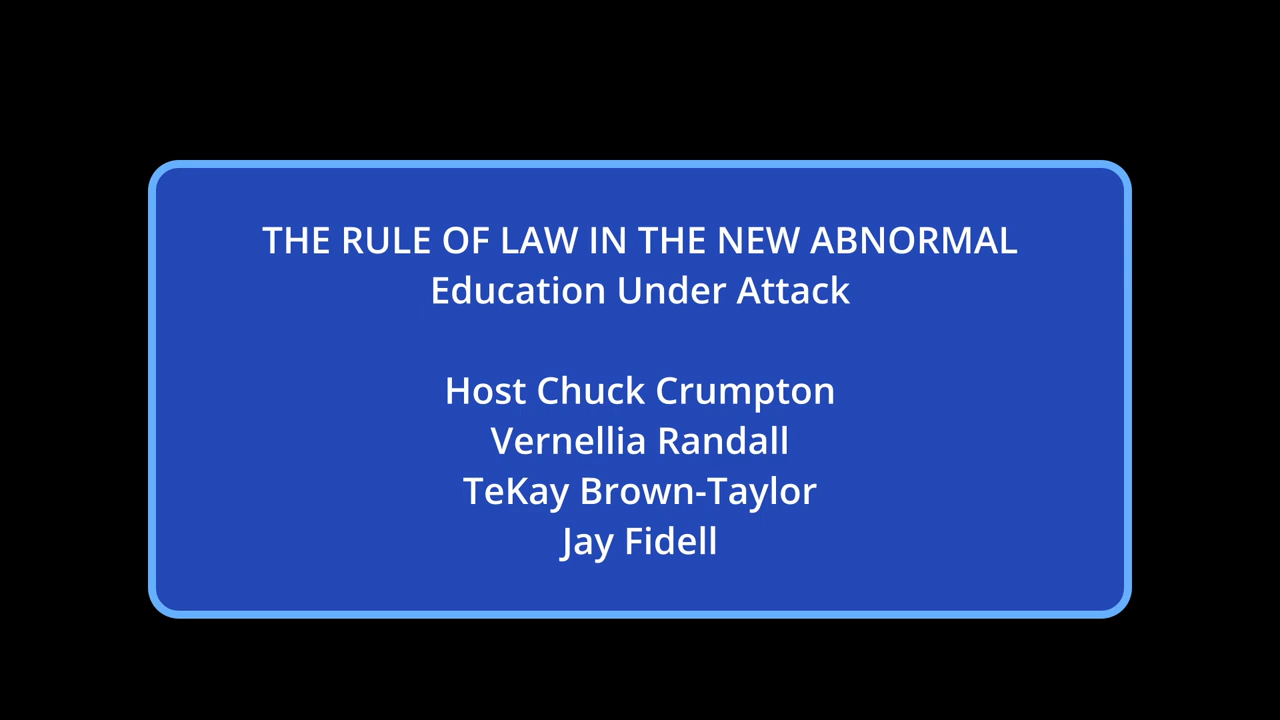 THE RULE OF LAW IN THE NEW ABNORMAL
Education Under Attack
Host Chuck Crumpton
Vernellia Randall
TeKay Brown-Taylor
Jay Fidell